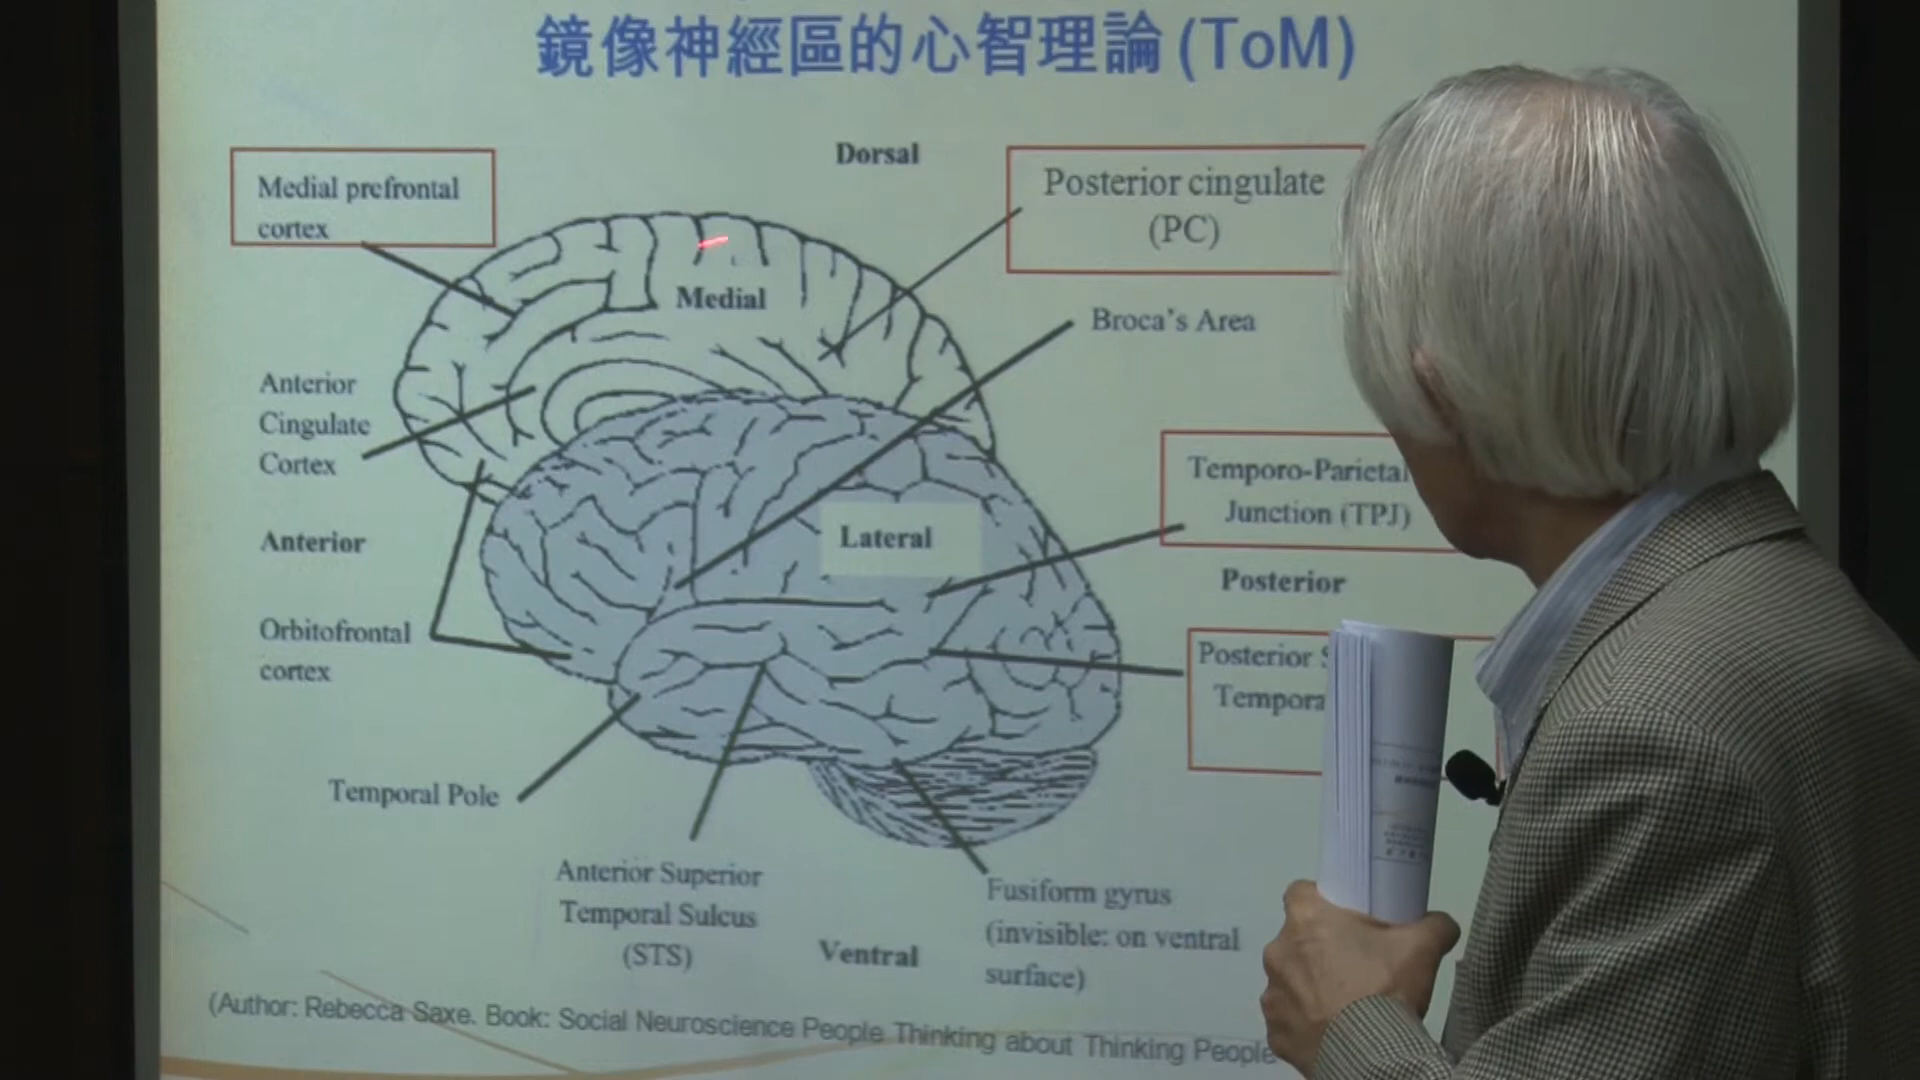 鏡像神經區的心智理論(ToM)
Dorsal
Medial prefrontal
cortex
Posterior cingulate
(PC)
Medial
Broca's Area
Anterior
Cingulate
Cortex
Temporo-Parietal
Junction (TPJ)
Lateral
Anterior
Posterior
Orbitofrontal
cortex
Posterior
Temporal Pole
Anterior Superior
Temporal Sulcus
(STS)
Fusiform gyrus
(invisible: on ventral
surface)
Ventral
(Author: Rebecca Saxe. Book: Social Neuroscience People Thinking about Thinking People